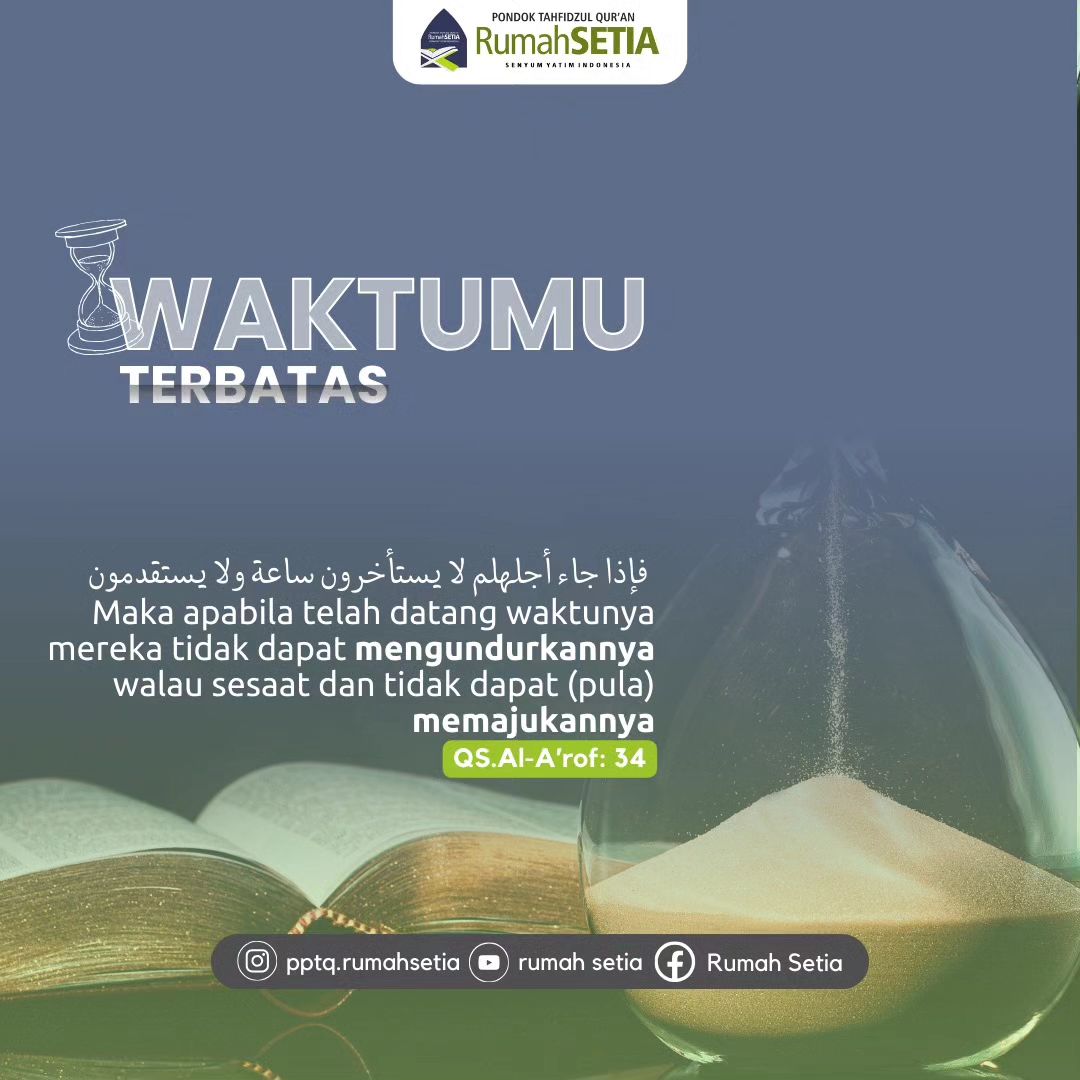 PONDOK TAHFIDZUL QUR'AN
RumahSETIA
SENYUM YATIM INDONESIA
WAKTUMU
TERBATAS
فإذا جاء أجلهلم لا يستأخرون ساعة ولا يستقدمون
Maka apabila telah datang waktunya
mereka tidak dapat mengundurkannya
walau sesaat dan tidak dapat (pula)
memajukannya
QS.Al-A'rof: 34
pptq.rumahsetia rumah setia Rumah Setia